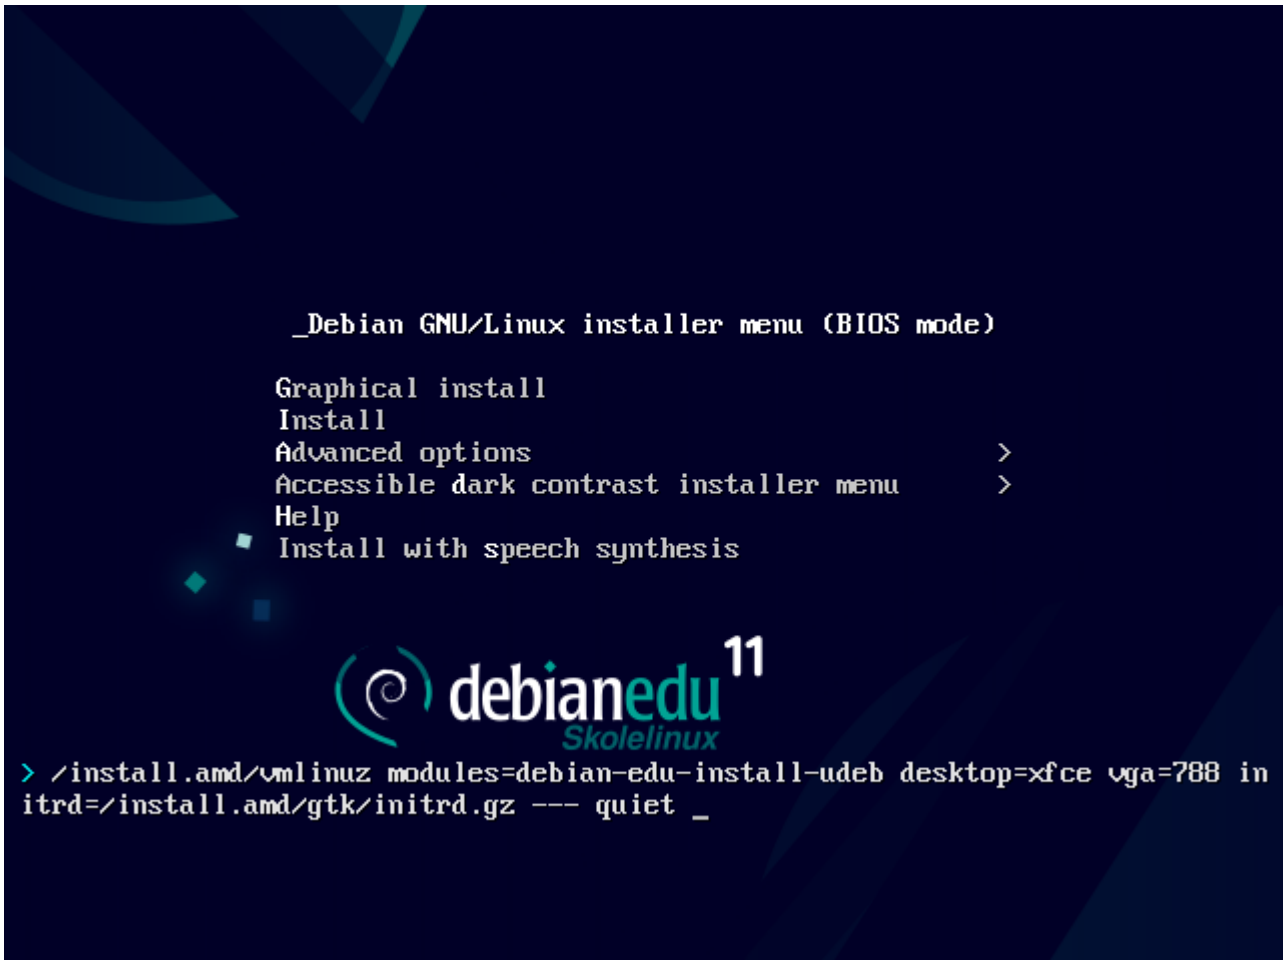 _Debian GNU/Linux installer menu (BIOS mode)
Graphical install
Install
Advanced options >
Accessible dark contrast installer menu >
Help
Install with speech synthesis
debianedu 11
Skolelinux
> /install.amd/vmlinuz modules=debian-edu-install-udeb desktop=xfce vga=788 in
itrd=/install.amd/gtk/initrd.gz --- quiet _